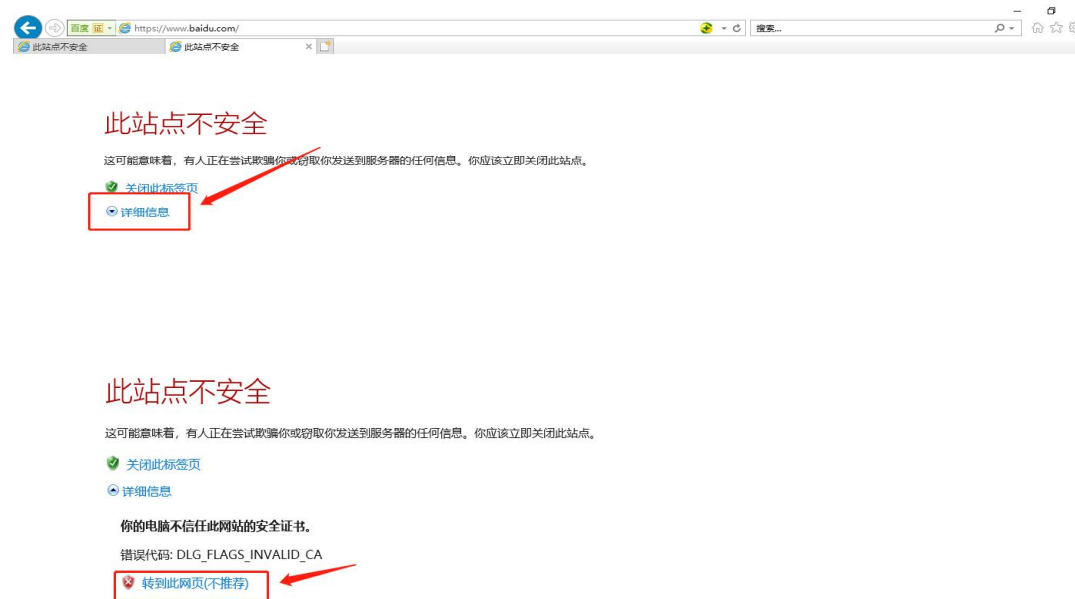 百度 证 https://www.baidu.com/ 搜索...
此站点不安全 此站点不安全
此站点不安全
这可能意味着，有人正在尝试欺骗你或窃取你发送到服务器的任何信息。你应该立即关闭此站点。
关闭此标签页
详细信息
此站点不安全
这可能意味着，有人正在尝试欺骗你或窃取你发送到服务器的任何信息。你应该立即关闭此站点。
关闭此标签页
详细信息
你的电脑不信任此网站的安全证书。
错误代码: DLG_FLAGS_INVALID_CA
转到此网页(不推荐)